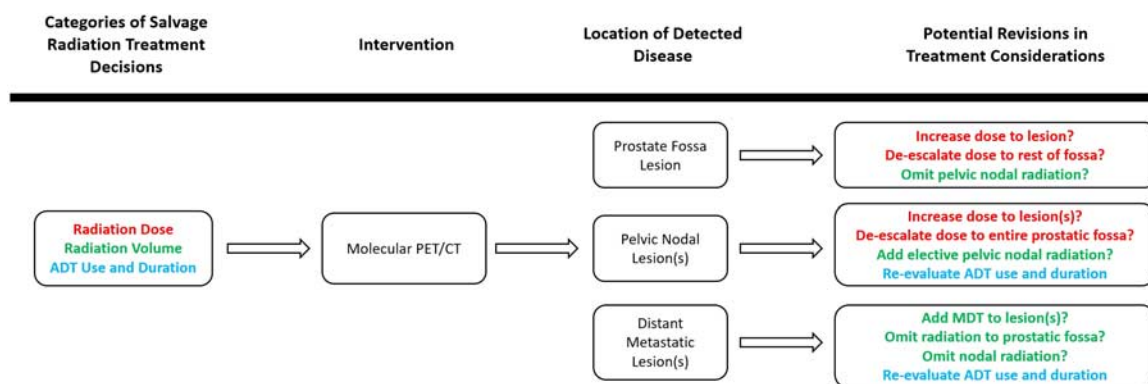 Categories of Salvage
Radiation Treatment
Decisions
Intervention
Location of Detected
Disease
Potential Revisions in
Treatment Considerations
Radiation Dose
Radiation Volume
ADT Use and Duration
Molecular PET/CT
Prostate Fossa
Lesion
Increase dose to lesion?
De-escalate dose to rest of fossa?
Omit pelvic nodal radiation?
Pelvic Nodal
Lesion(s)
Increase dose to lesion(s)?
De-escalate dose to entire prostatic fossa?
Add elective pelvic nodal radiation?
Re-evaluate ADT use and duration
Distant
Metastatic
Lesion(s)
Add MDT to lesion(s)?
Omit radiation to prostatic fossa?
Omit nodal radiation?
Re-evaluate ADT use and duration